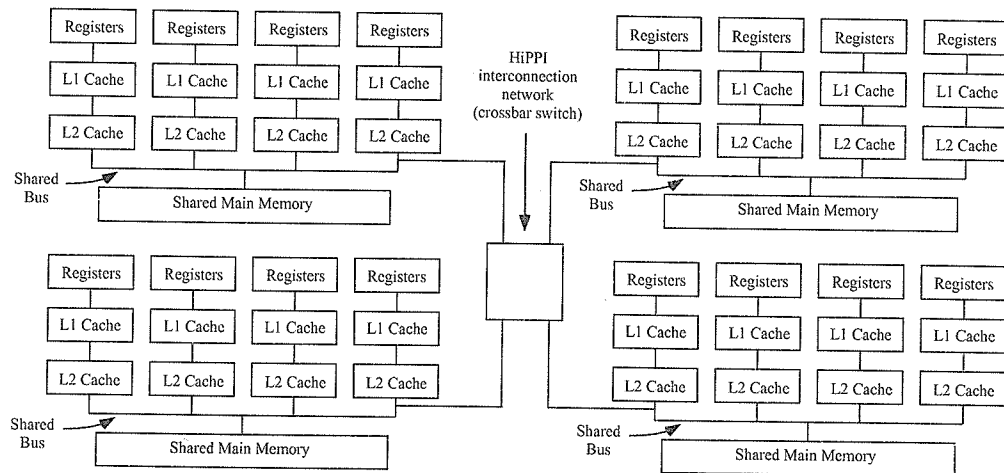 Registers Registers Registers Registers
L1 Cache L1 Cache L1 Cache L1 Cache
L2 Cache L2 Cache L2 Cache L2 Cache
Shared
Bus
Shared Main Memory
HiPPI
interconnection
network
(crossbar switch)
Registers Registers Registers Registers
L1 Cache L1 Cache L1 Cache L1 Cache
L2 Cache L2 Cache L2 Cache L2 Cache
Shared
Bus
Shared Main Memory
Registers Registers Registers Registers
L1 Cache L1 Cache L1 Cache L1 Cache
L2 Cache L2 Cache L2 Cache L2 Cache
Shared
Bus
Shared Main Memory
Registers Registers Registers Registers
L1 Cache L1 Cache L1 Cache L1 Cache
L2 Cache L2 Cache L2 Cache L2 Cache
Shared
Bus
Shared Main Memory